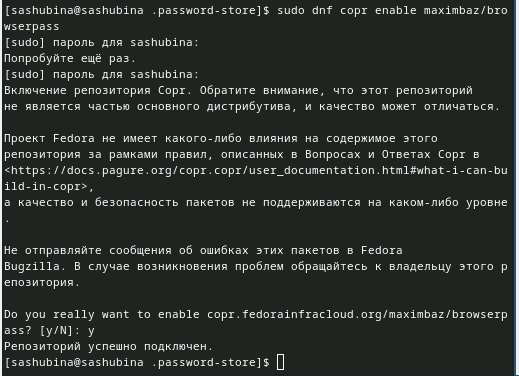 [sashubina@sashubina .password-store]$ sudo dnf copr enable maximbaz/bro
wserpass
[sudo] пароль для sashubina:
Попробуйте ещё раз.
[sudo] пароль для sashubina:
Включение репозитория Copr. Обратите внимание, что этот репозиторий
не является частью основного дистрибутива, и качество может отличаться.
Проект Fedora не имеет какого-либо влияния на содержимое этого
репозитория за рамками правил, описанных в Вопросах и Ответах Copr в
<https://docs.pagure.org/copr.copr/user_documentation.html#what-i-can-bu
ild-in-copr>,
а качество и безопасность пакетов не поддерживаются на каком-либо уровне
.
Не отправляйте сообщения об ошибках этих пакетов в Fedora
Bugzilla. В случае возникновения проблем обращайтесь к владельцу этого р
епозитория.
Do you really want to enable copr.fedorainfracloud.org/maximbaz/browserp
ass? [y/N]: y
Репозиторий успешно подключен.
[sashubina@sashubina .password-store]$